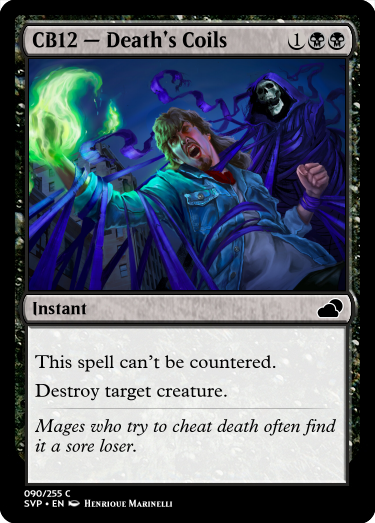 CB12 — Death's Coils 1
Instant
This spell can't be countered.
Destroy target creature.
Mages who try to cheat death often find
it a sore loser.
090/255 C
SVP • EN Henrique Marinelli